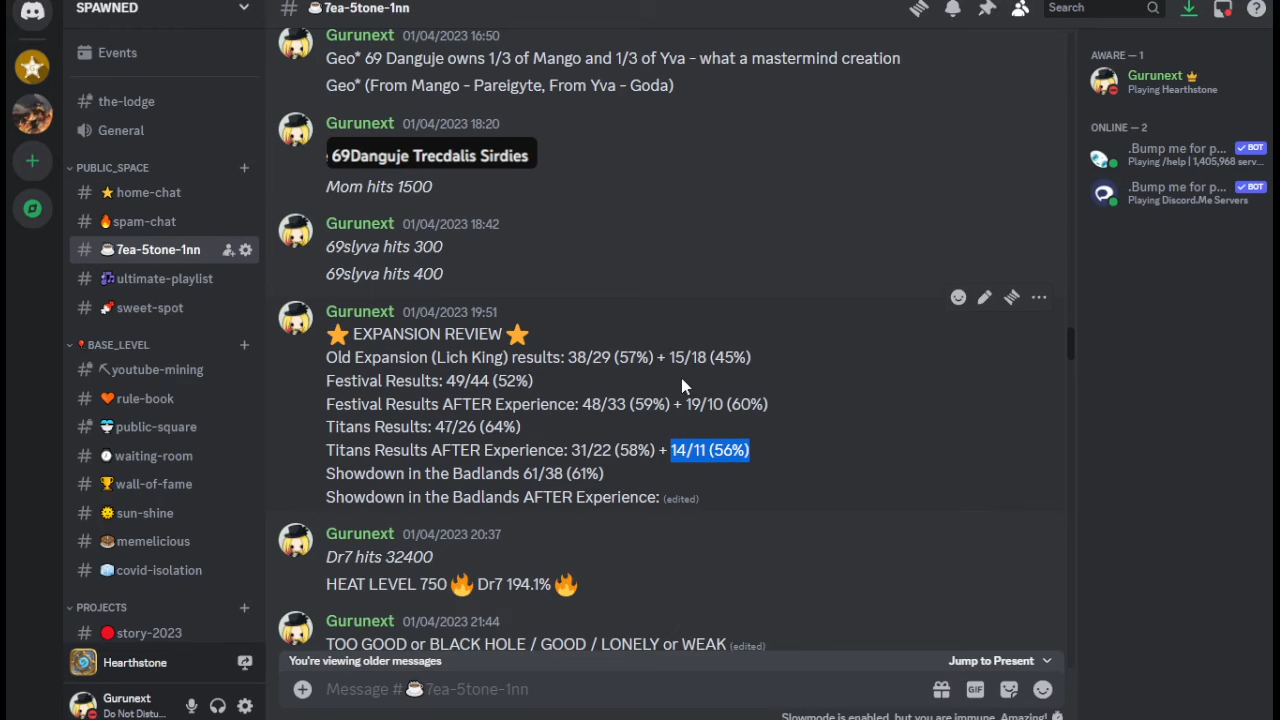 SPAWNED
Events
the-lodge
General
PUBLIC_SPACE
home-chat
spam-chat
7ea-5tone-1nn
ultimate-playlist
sweet-spot
BASE_LEVEL
youtube-mining
rule-book
public-square
waiting-room
wall-of-fame
sun-shine
memelicious
covid-isolation
PROJECTS
story-2023
Hearthstone
Gurunext
Do Not Distu...
7ea-5tone-1nn
Search
Gurunext 01/04/2023 16:50
Geo* 69 Danguje owns 1/3 of Mango and 1/3 of Yva - what a mastermind creation
Geo* (From Mango - Pareigyte, From Yva - Goda)
Gurunext 01/04/2023 18:20
69Danguje Trecdalis Sirdies
Mom hits 1500
Gurunext 01/04/2023 18:42
69slyva hits 300
69slyva hits 400
Gurunext 01/04/2023 19:51
EXPANSION REVIEW
Old Expansion (Lich King) results: 38/29 (57%) + 15/18 (45%)
Festival Results: 49/44 (52%)
Festival Results AFTER Experience: 48/33 (59%) + 19/10 (60%)
Titans Results: 47/26 (64%)
Titans Results AFTER Experience: 31/22 (58%) + 14/11 (56%)
Showdown in the Badlands 61/38 (61%)
Showdown in the Badlands AFTER Experience: (edited)
Gurunext 01/04/2023 20:37
Dr7 hits 32400
HEAT LEVEL 750 Dr7 194.1%
Gurunext 01/04/2023 21:44
TOO GOOD or BLACK HOLE / GOOD / LONELY or WEAK (edited)
You're viewing older messages Jump to Present
Message # 7ea-5tone-1nn
GIF
Slowmode is enabled, but you are immune. Amazing!
AWARE — 1
Gurunext
Playing Hearthstone
ONLINE — 2
.Bump me for p... BOT
Playing /help | 1,405,968 serv...
.Bump me for p... BOT
Playing Discord.Me Servers